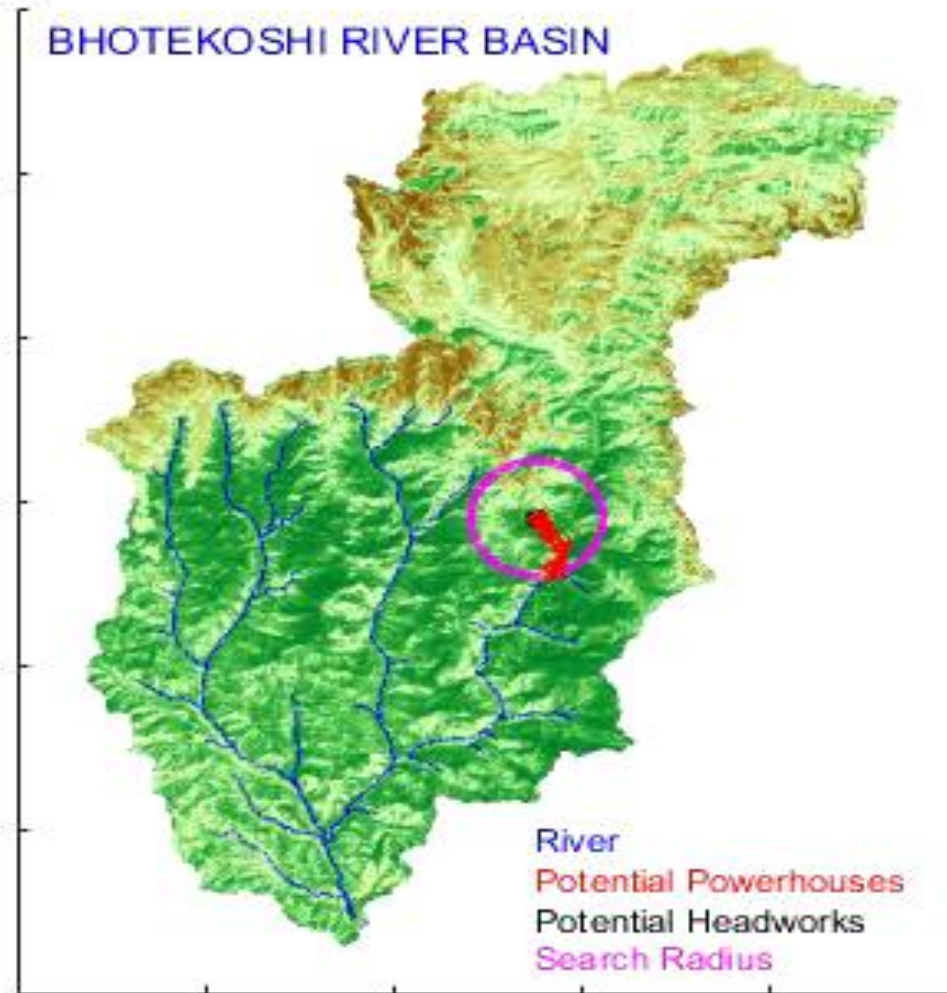 BHOTEKOSHI RIVER BASIN
River
Potential Powerhouses
Potential Headworks
Search Radius